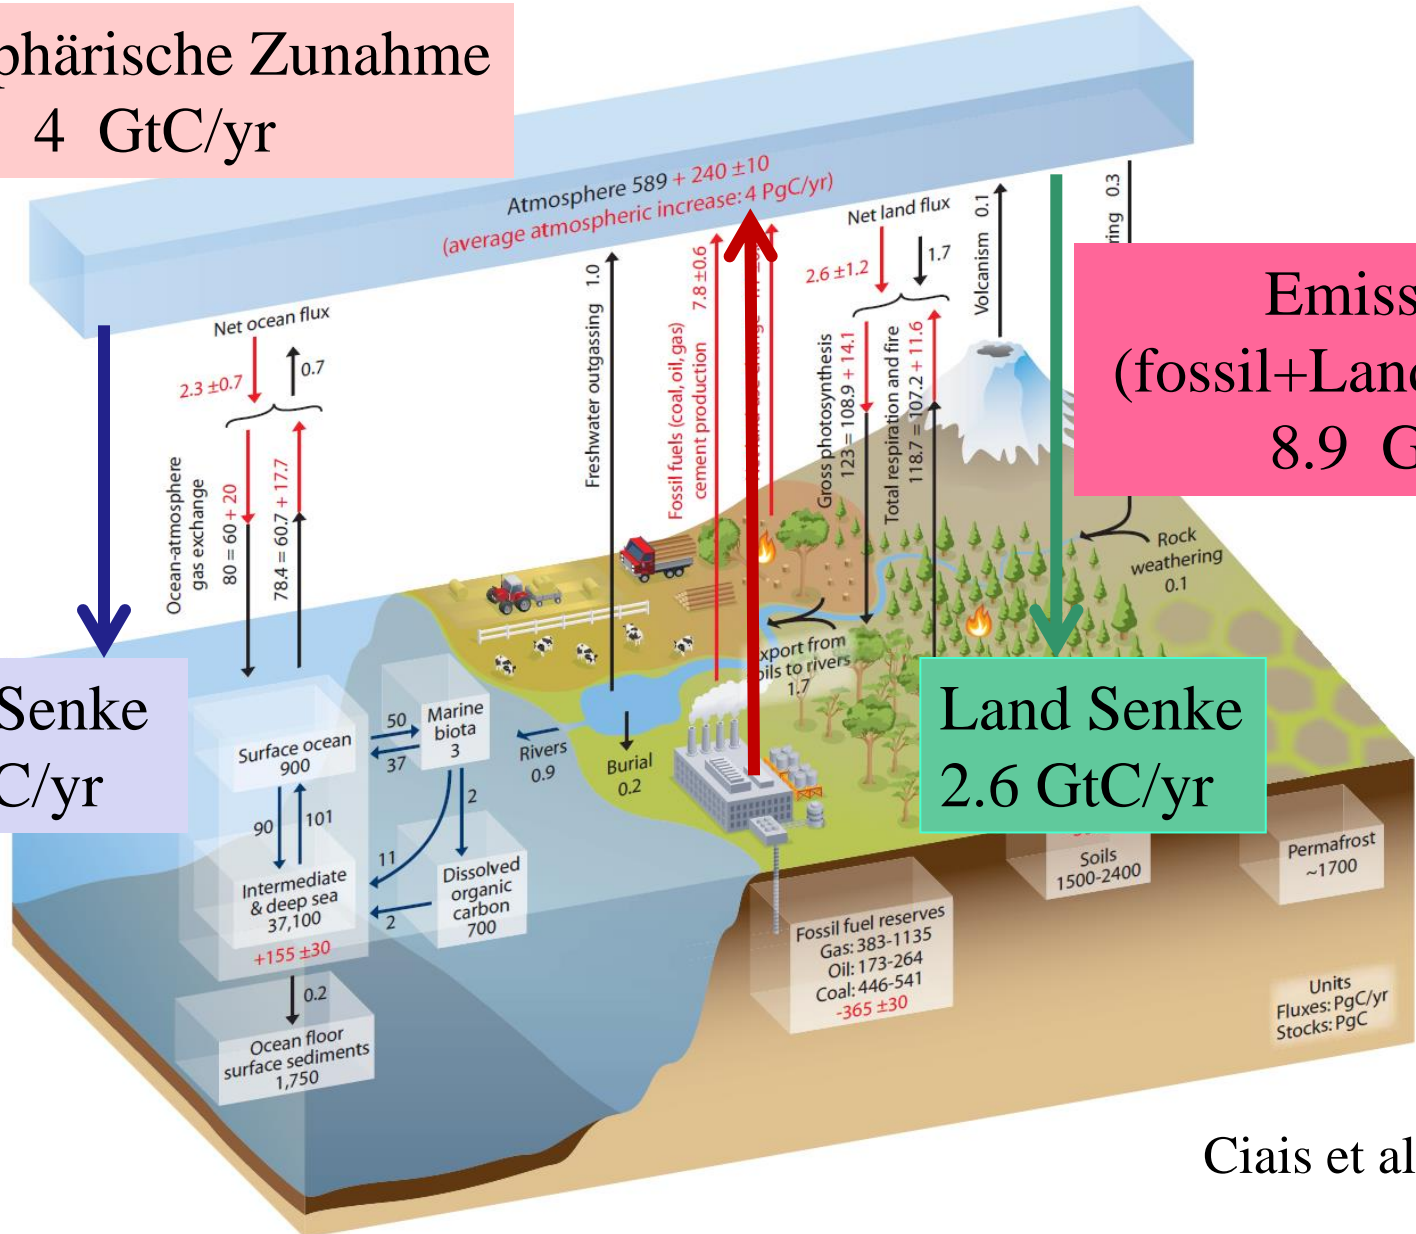 phärische Zunahme
4 GtC/yr
Atmosphere 589 + 240 ±10
(average atmospheric increase: 4 PgC/yr)
Net ocean flux
2.3 ±0.7
0.7
Ocean-atmosphere
gas exchange
80 = 60 + 20
78.4 = 60.7 + 17.7
Freshwater outgassing 1.0
Fossil fuels (coal, oil, gas)
cement production 7.8 ±0.6
Net land flux
2.6 ±1.2
1.7
Gross photosynthesis
123 = 108.9 + 14.1
Total respiration and fire
118.7 = 107.2 + 11.6
Volcanism 0.1
ring 0.3
Emiss
(fossil+Land
8.9 G
Rock
weathering
0.1
xport from
ils to rivers
1.7
Senke
C/yr
Land Senke
2.6 GtC/yr
Surface ocean
900
50
37
Marine
biota
3
Rivers
0.9
Burial
0.2
90
101
11
2
2
Intermediate
& deep sea
37,100
+155 ±30
Dissolved
organic
carbon
700
0.2
Ocean floor
surface sediments
1,750
Soils
1500-2400
Permafrost
~1700
Fossil fuel reserves
Gas: 383-1135
Oil: 173-264
Coal: 446-541
-365 ±30
Units
Fluxes: PgC/yr
Stocks: PgC
Ciais et al